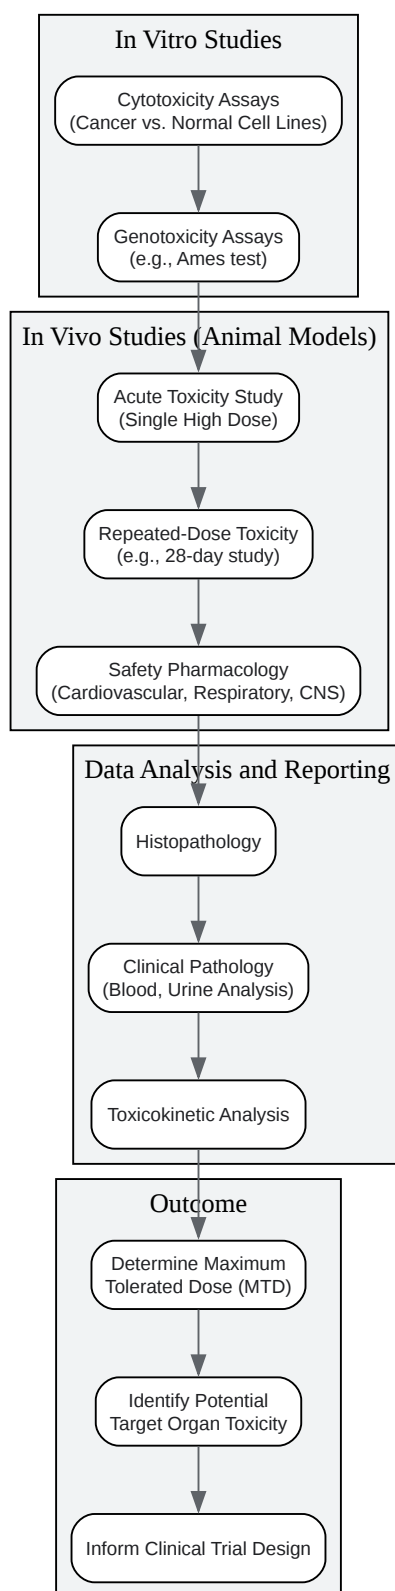 In Vitro Studies
Cytotoxicity Assays
(Cancer vs. Normal Cell Lines)
Genotoxicity Assays
(e.g., Ames test)
In Vivo Studies (Animal Models)
Acute Toxicity Study
(Single High Dose)
Repeated-Dose Toxicity
(e.g., 28-day study)
Safety Pharmacology
(Cardiovascular, Respiratory, CNS)
Data Analysis and Reporting
Histopathology
Clinical Pathology
(Blood, Urine Analysis)
Toxicokinetic Analysis
Outcome
Determine Maximum
Tolerated Dose (MTD)
Identify Potential
Target Organ Toxicity
Inform Clinical Trial Design